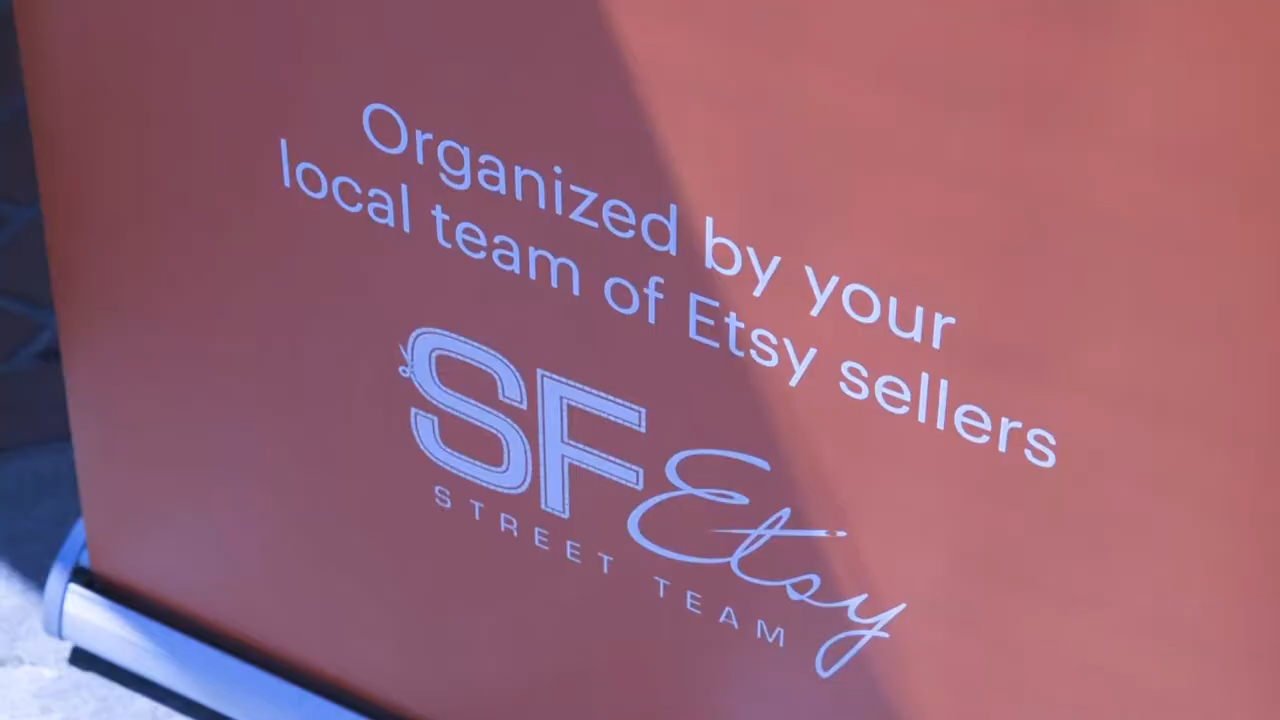 Organized by your
local team of Etsy sellers
SF Etsy
STREET TEAM